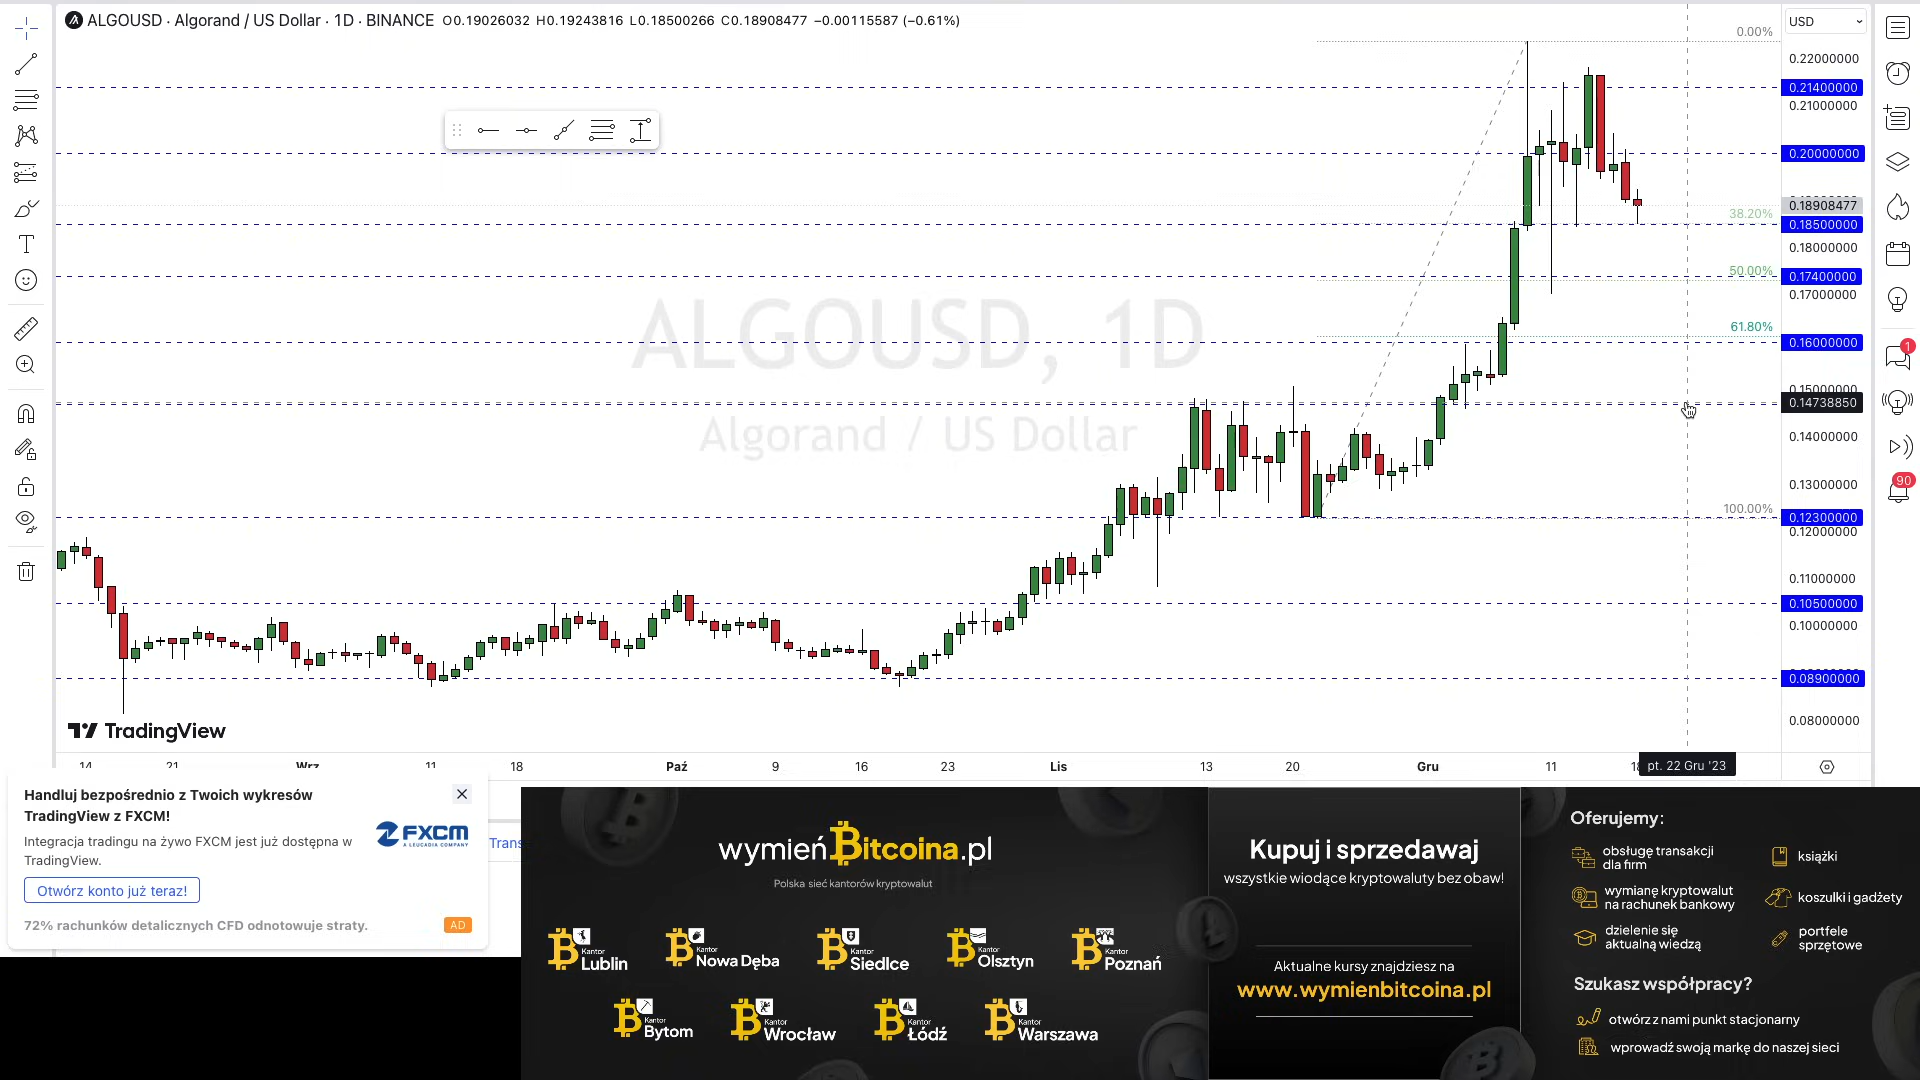 ALGOUSD · Algorand / US Dollar · 1D · BINANCE O0.19026032 H0.19243816 L0.18500266 C0.18908477 −0.00115587 (−0.61%)
USD
0.00%
0.22000000
0.21400000
0.21000000
0.20000000
0.18908477
38.20%
0.18500000
0.18000000
50.00%
0.17400000
0.17000000
61.80%
0.16000000
0.15000000
0.14738850
0.14000000
0.13000000
100.00%
0.12300000
0.12000000
0.11000000
0.10500000
0.10000000
0.08900000
0.08000000
ALGOUSD, 1D
Algorand / US Dollar
1
90
TradingView
14 21 Wrz 11 18 Paź 9 16 23 Lis 13 20 Gru 11 18 pt. 22 Gru '23
Handluj bezpośrednio z Twoich wykresów
TradingView z FXCM!
Integracja tradingu na żywo FXCM jest już dostępna w
TradingView.
FXCM
A LEUCADIA COMPANY
Otwórz konto już teraz!
72% rachunków detalicznych CFD odnotowuje straty.
AD
Trans
wymieńBitcoina.pl
Polska sieć kantorów kryptowalut
Kantor Lublin
Kantor Nowa Dęba
Kantor Siedlce
Kantor Olsztyn
Kantor Poznań
Kantor Bytom
Kantor Wrocław
Kantor Łódź
Kantor Warszawa
Kupuj i sprzedawaj
wszystkie wiodące kryptowaluty bez obaw!
Aktualne kursy znajdziesz na
www.wymienbitcoina.pl
Oferujemy:
obsługę transakcji
dla firm
książki
wymianę kryptowalut
na rachunek bankowy
koszulki i gadżety
dzielenie się
aktualną wiedzą
portfele
sprzętowe
Szukasz współpracy?
otwórz z nami punkt stacjonarny
wprowadź swoją markę do naszej sieci